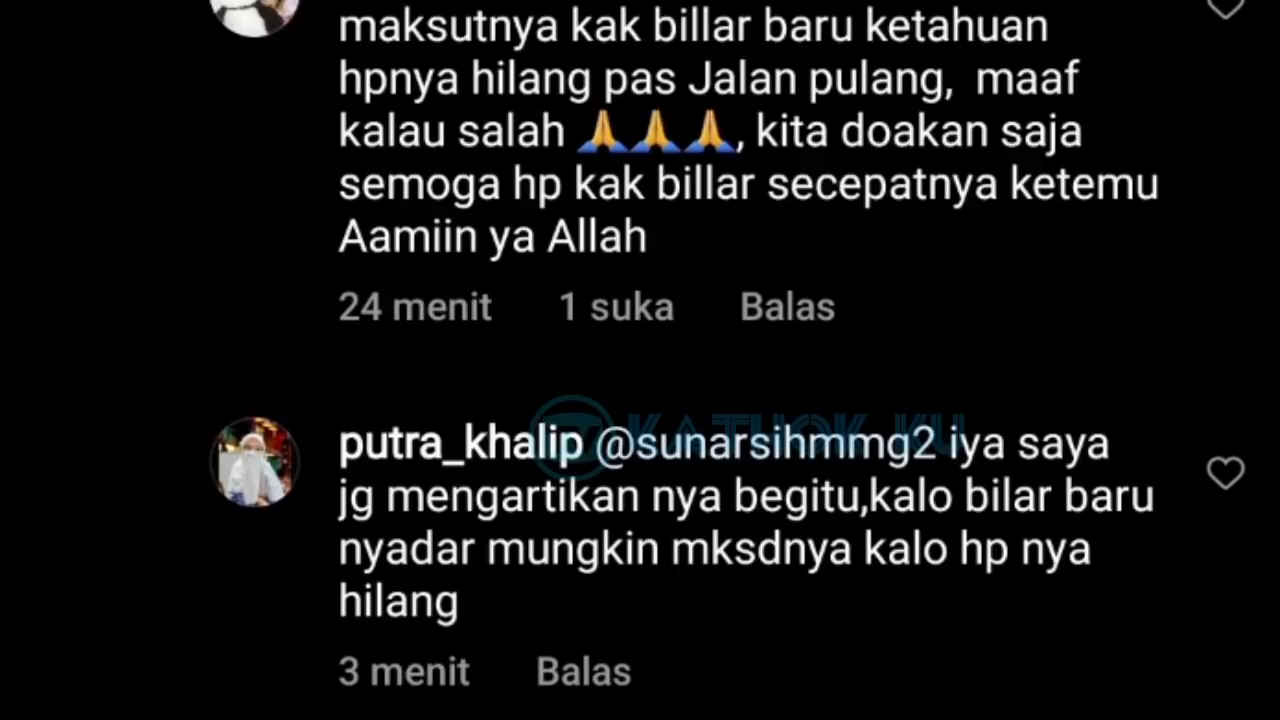 maksutnya kak billar baru ketahuan
hpnya hilang pas Jalan pulang, maaf
kalau salah 🙏🙏🙏, kita doakan saja
semoga hp kak billar secepatnya ketemu
Aamiin ya Allah
24 menit 1 suka Balas
KATUOK KU
putra_khalip @sunarsihmmg2 iya saya
jg mengartikan nya begitu,kalo bilar baru
nyadar mungkin mksdnya kalo hp nya
hilang
3 menit Balas